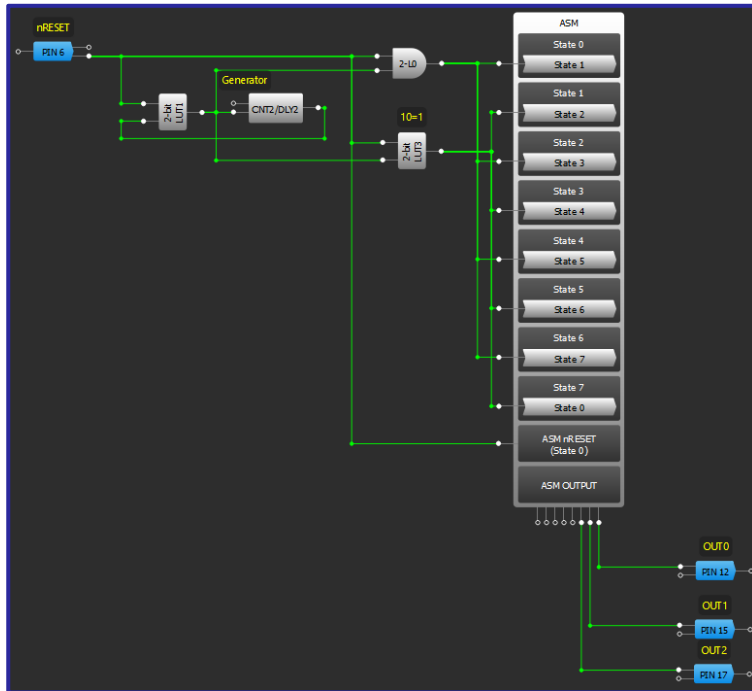 nRESET
PIN 6
Generator
2-bit
LUT1
CNT2/DLY2
2-L0
10=1
2-bit
LUT3
ASM
State 0
State 1
State 1
State 2
State 2
State 3
State 3
State 4
State 4
State 5
State 5
State 6
State 6
State 7
State 7
State 0
ASM nRESET
(State 0)
ASM OUTPUT
OUT0
PIN 12
OUT1
PIN 15
OUT2
PIN 17